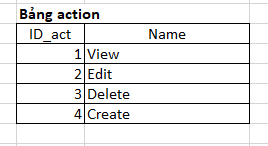 Bảng action
ID_act Name
1 View
2 Edit
3 Delete
4 Create